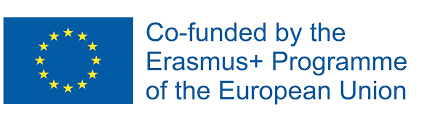 Co-funded by the
Erasmus+ Programme
of the European Union